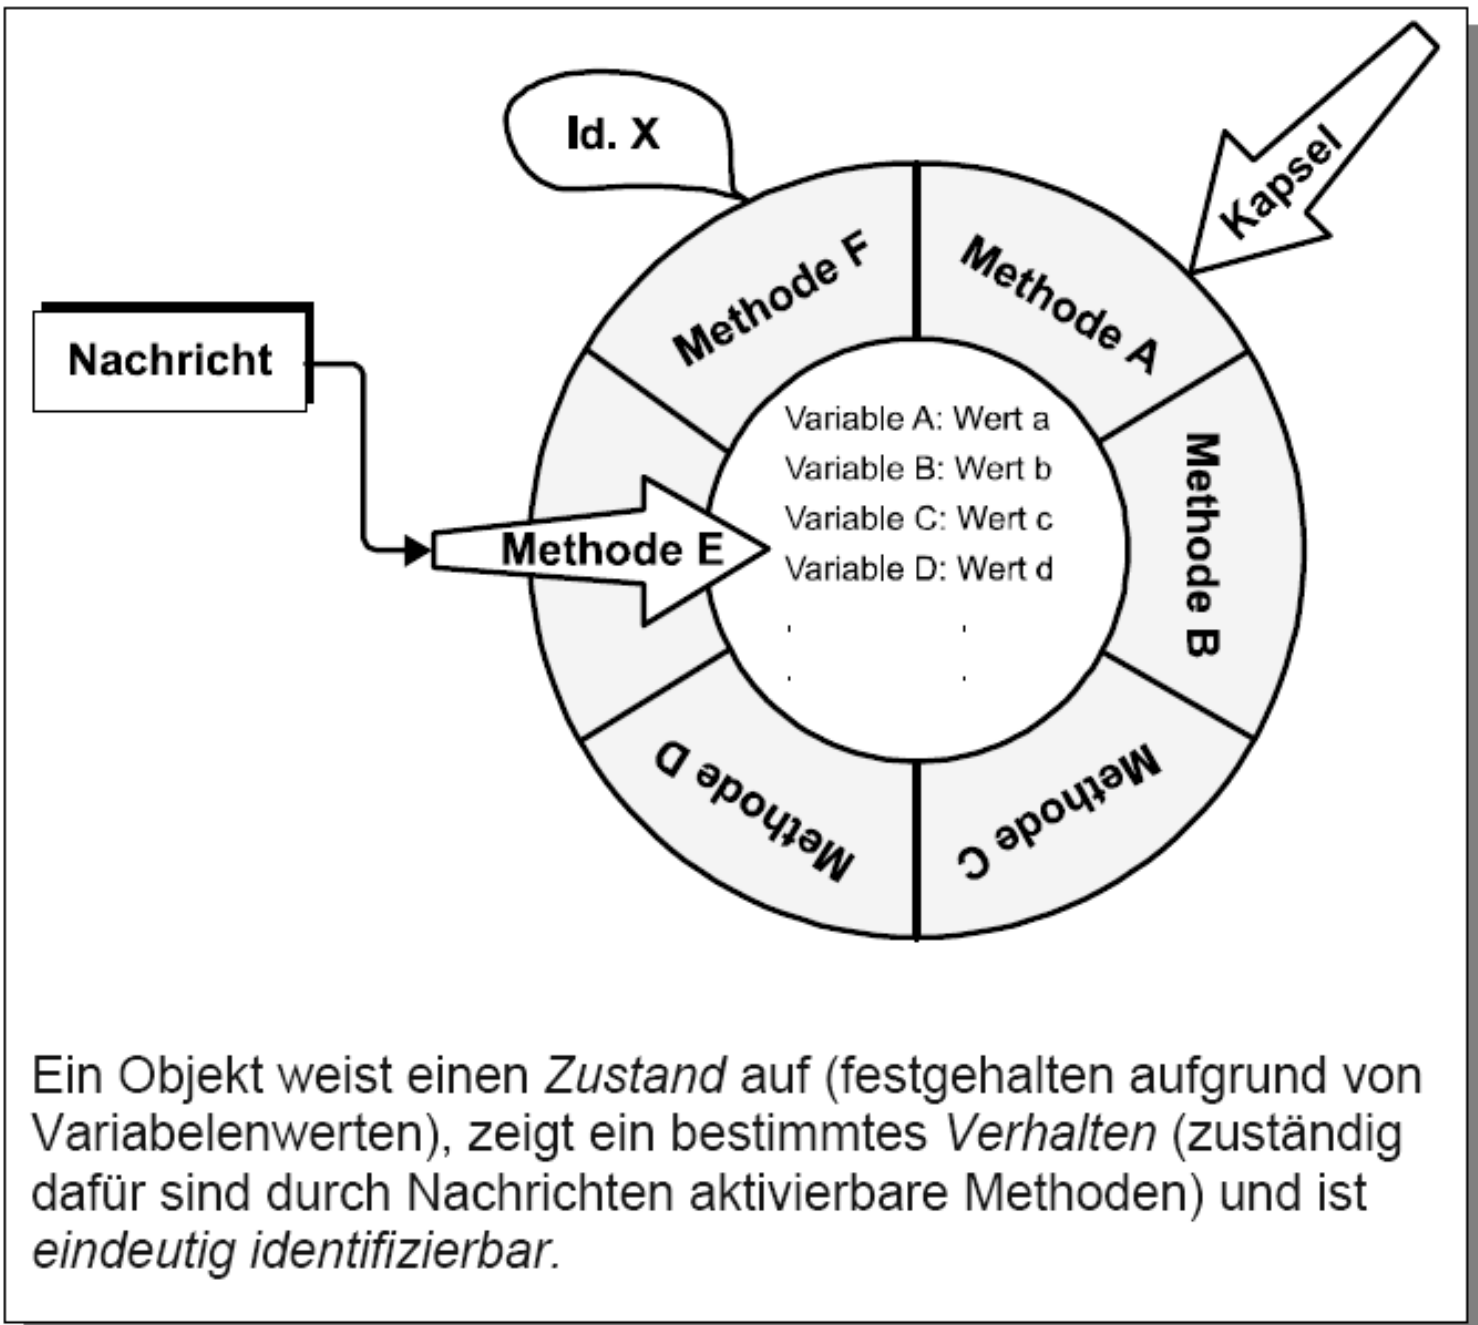 Id. X
Kapsel
Methode F
Methode A
Nachricht
Variable A: Wert a
Variable B: Wert b
Methode B
Variable C: Wert c
Methode E
Variable D: Wert d
Methode D
Methode C
Ein Objekt weist einen Zustand auf (festgehalten aufgrund von
Variabelenwerten), zeigt ein bestimmtes Verhalten (zuständig
dafür sind durch Nachrichten aktivierbare Methoden) und ist
eindeutig identifizierbar.